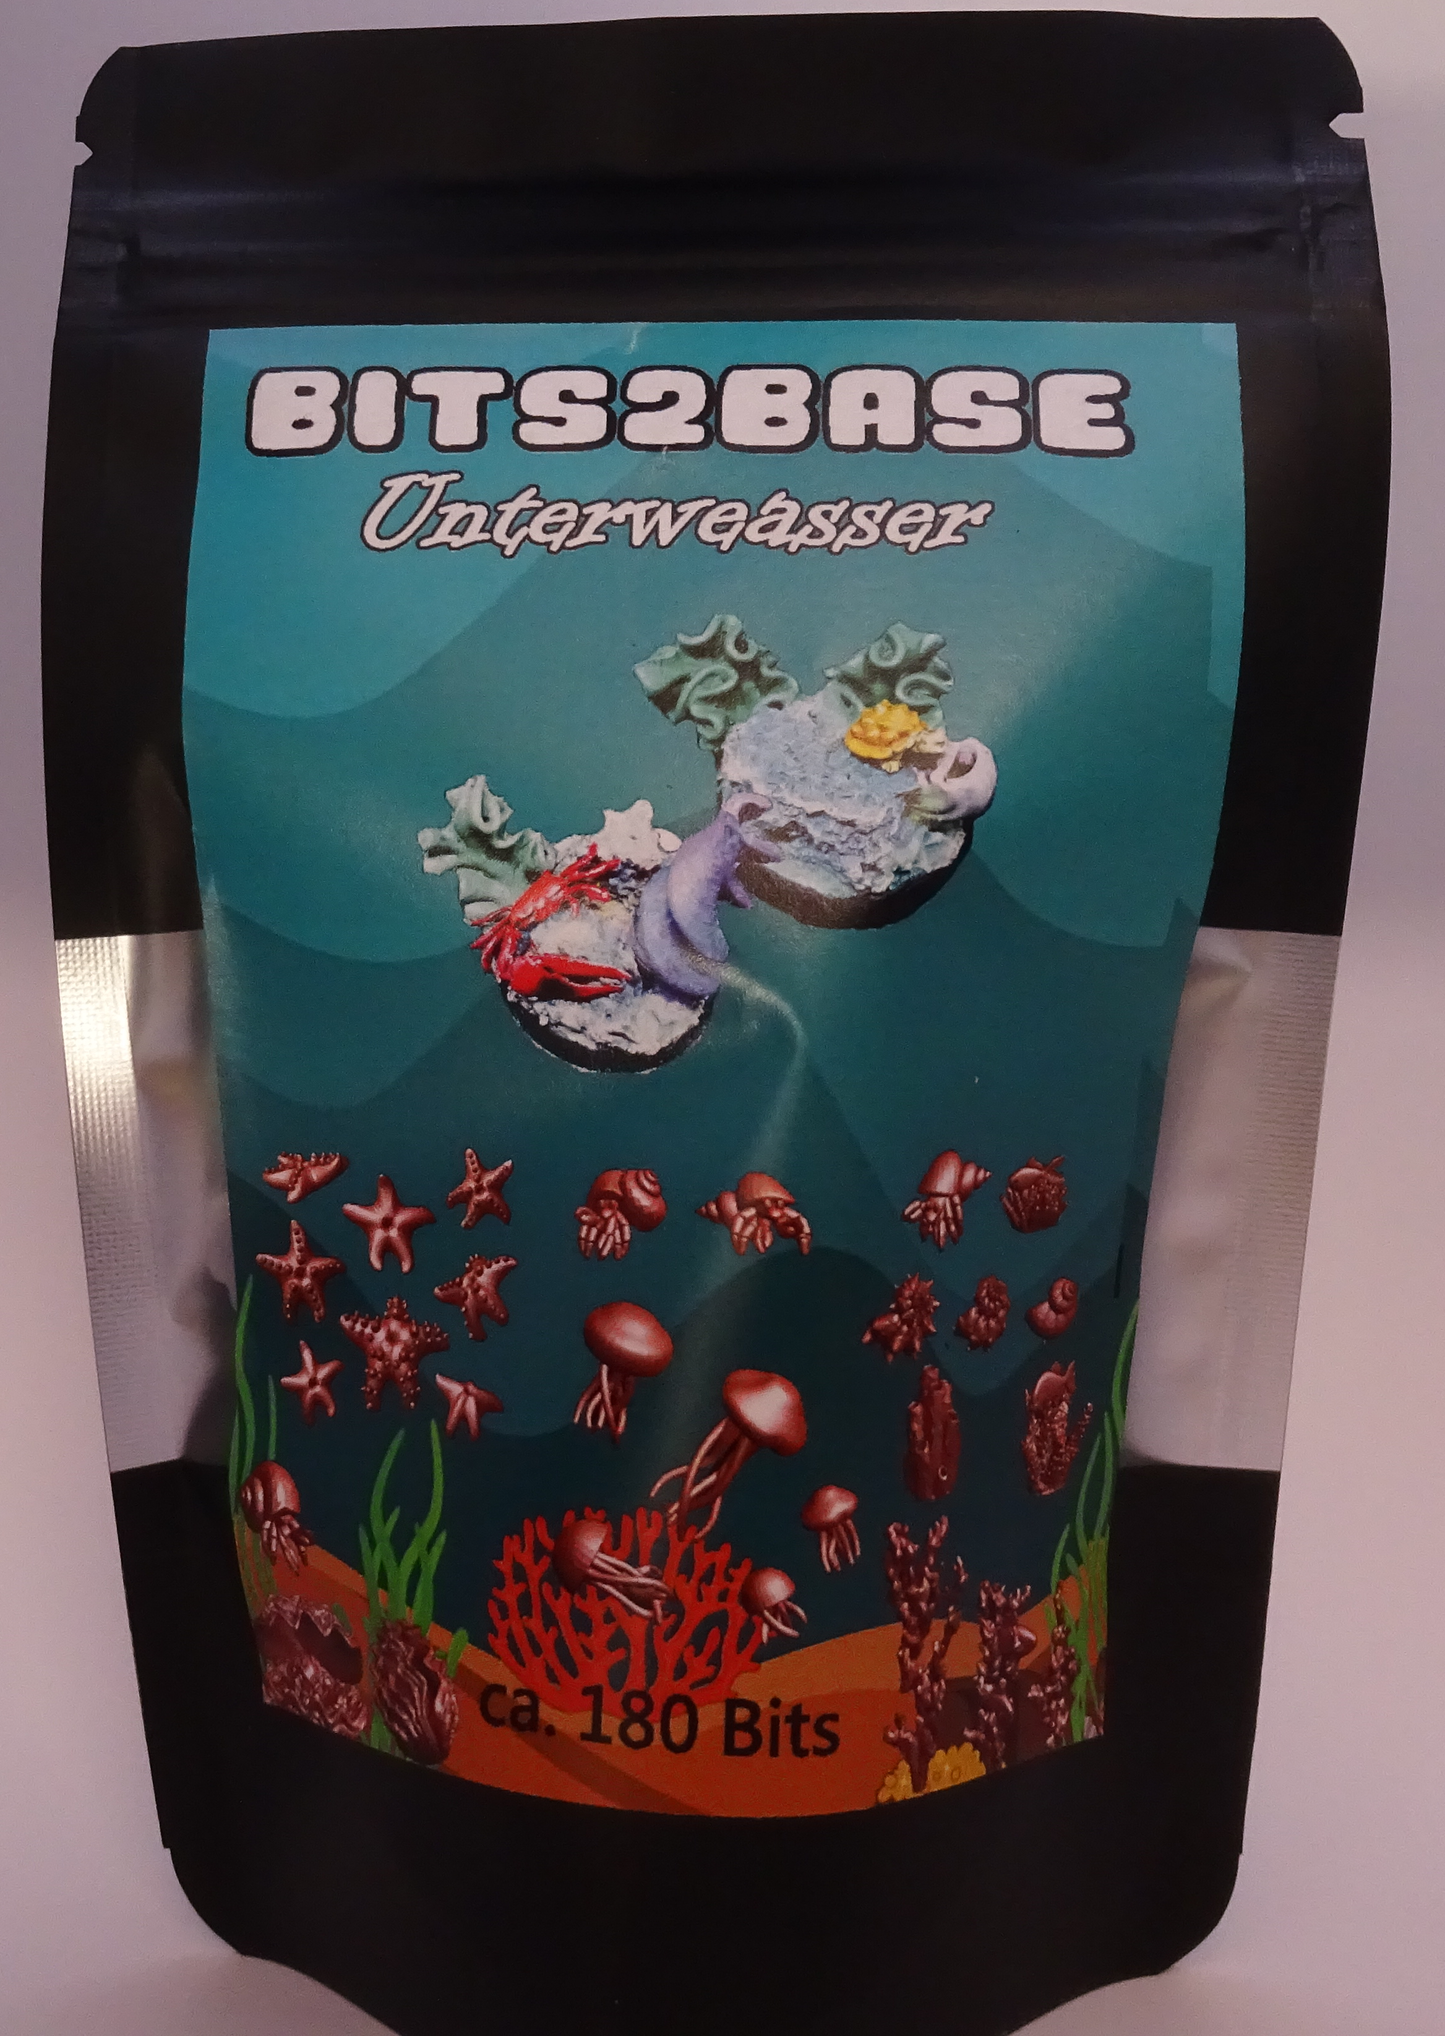 BITS2BASE
Unterweasser
ca. 180 Bits